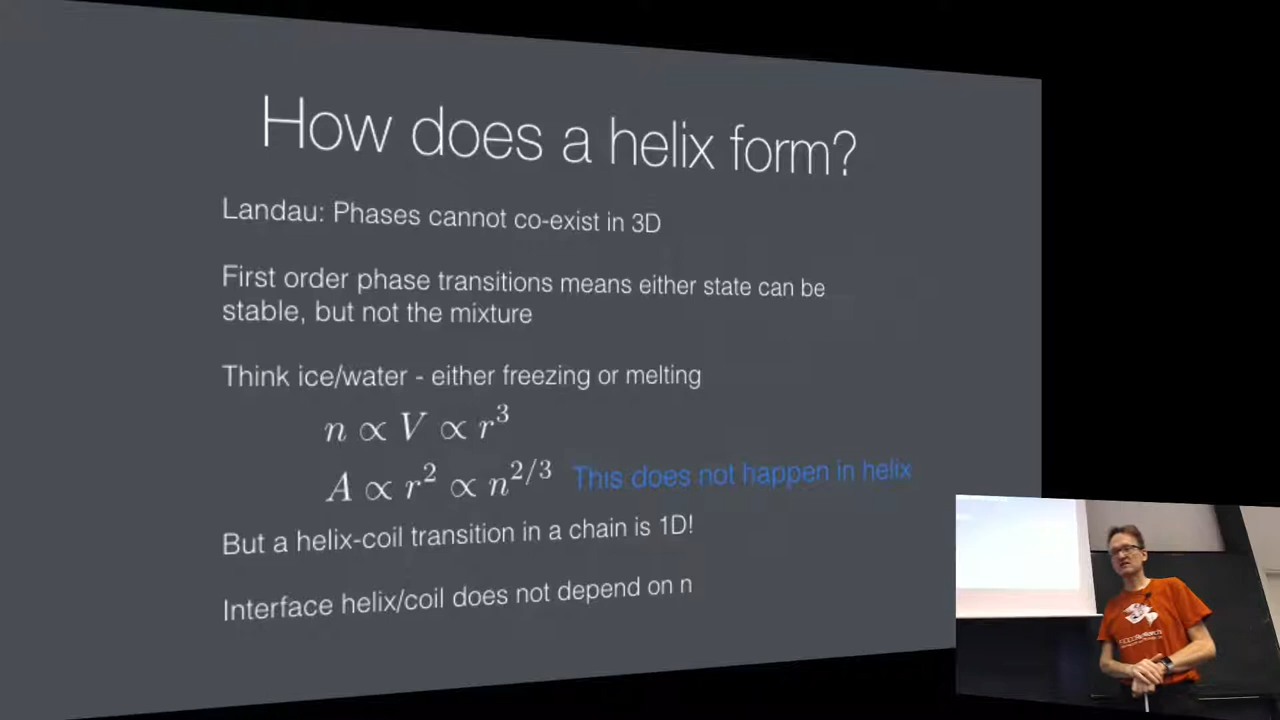 How does a helix form?
Landau: Phases cannot co-exist in 3D
First order phase transitions means either state can be
stable, but not the mixture
Think ice/water - either freezing or melting
n ∝ V ∝ r³
A ∝ r² ∝ n^{2/3} This does not happen in helix
But a helix-coil transition in a chain is 1D!
Interface helix/coil does not depend on n